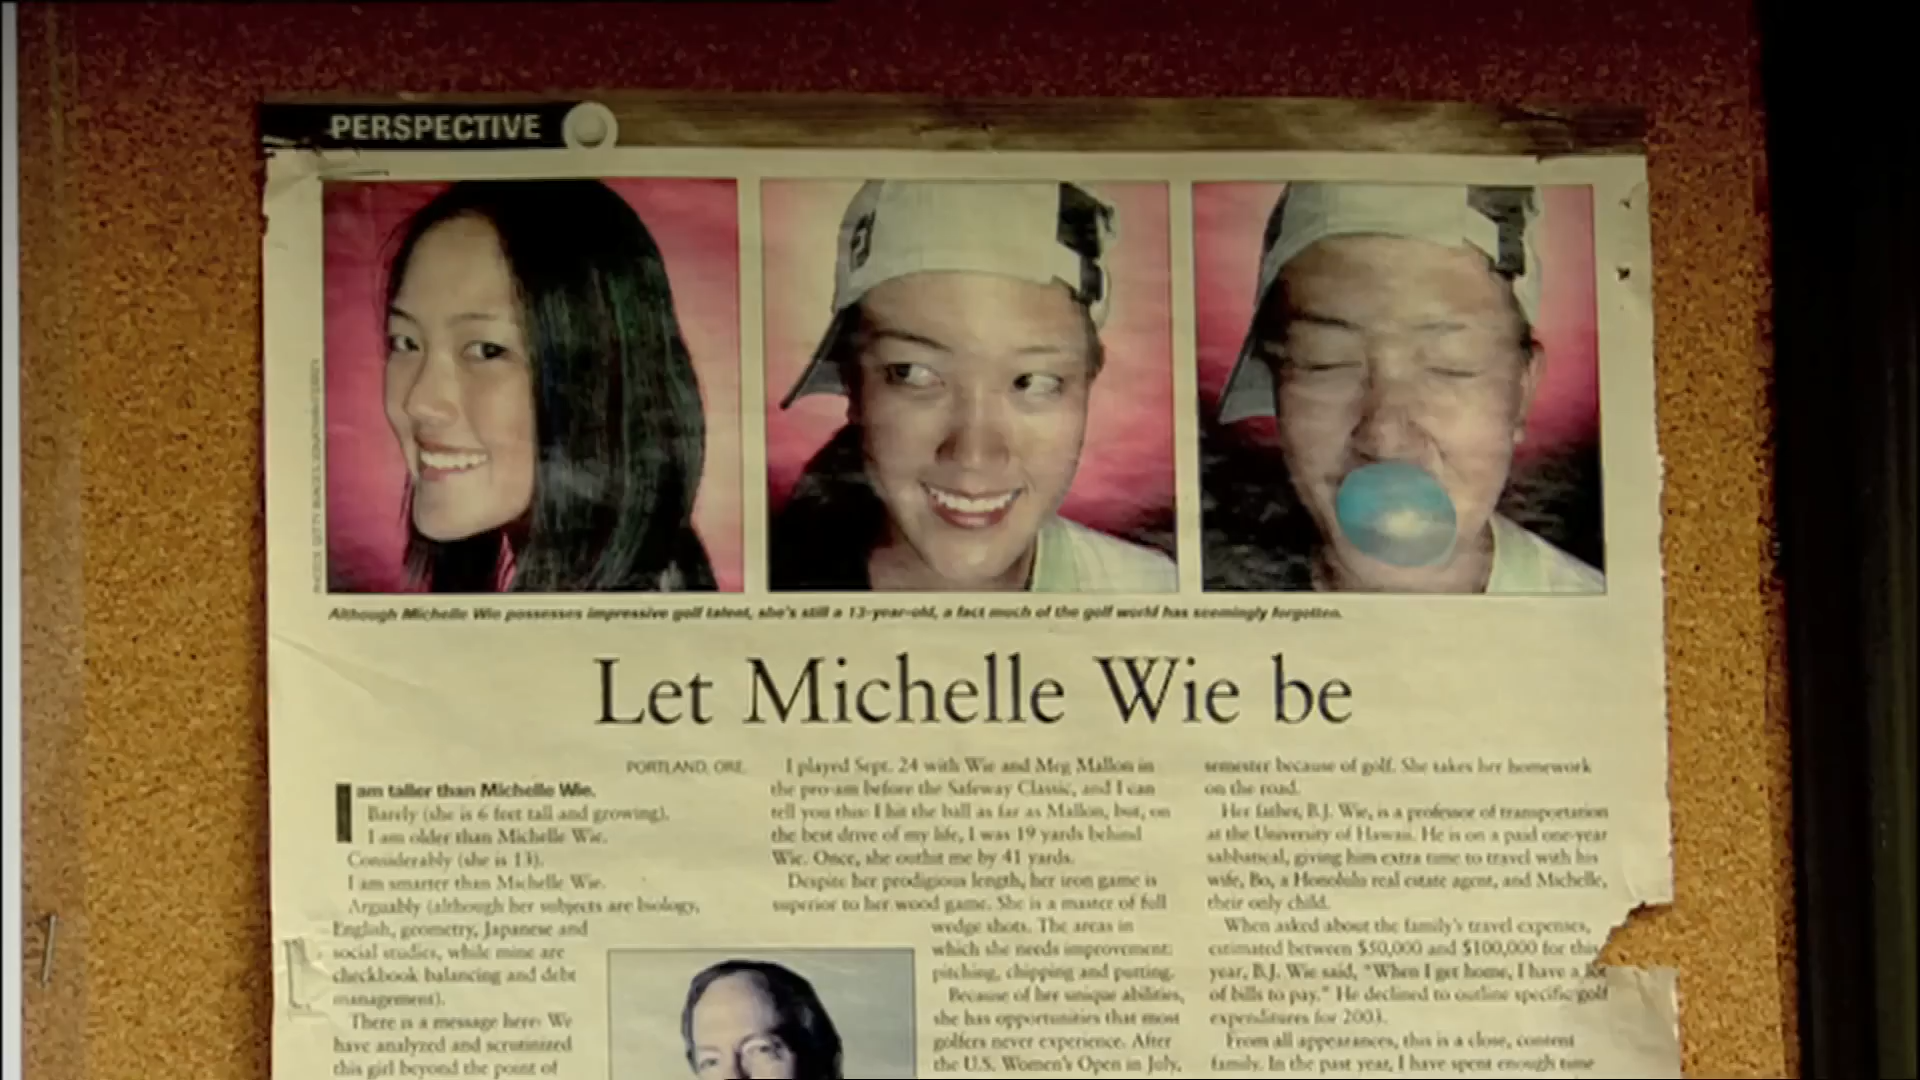 PERSPECTIVE
Although Michelle Wie possesses impressive golf talent, she's still a 13-year-old, a fact much of the golf world has seemingly forgotten.
Let Michelle Wie be
PORTLAND, ORE.
I am taller than Michelle Wie.
Barely (she is 6 feet tall and growing).
I am older than Michelle Wie.
Considerably (she is 13).
I am smarter than Michelle Wie.
Arguably (although her subjects are biology,
English, geometry, Japanese and
social studies, while mine are
checkbook balancing and debt
management).
There is a message here: We
have analyzed and scrutinized
this girl beyond the point of
I played Sept. 24 with Wie and Meg Mallon in
the pro-am before the Safeway Classic, and I can
tell you this: I hit the ball as far as Mallon, but, on
the best drive of my life, I was 19 yards behind
Wie. Once, she outhit me by 41 yards.
Despite her prodigious length, her iron game is
superior to her wood game. She is a master of full
wedge shots. The areas in
which she needs improvement:
pitching, chipping and putting.
Because of her unique abilities,
she has opportunities that most
golfers never experience. After
the U.S. Women's Open in July,
semester because of golf. She takes her homework
on the road.
Her father, B.J. Wie, is a professor of transportation
at the University of Hawaii. He is on a paid one-year
sabbatical, giving him extra time to travel with his
wife, Bo, a Honolulu real estate agent, and Michelle,
their only child.
When asked about the family's travel expenses,
estimated between $50,000 and $100,000 for this
year, B.J. Wie said, "When I get home, I have a lot
of bills to pay." He declined to outline specific golf
expenditures for 2003.
From all appearances, this is a close, content
family. In the past year, I have spent enough time